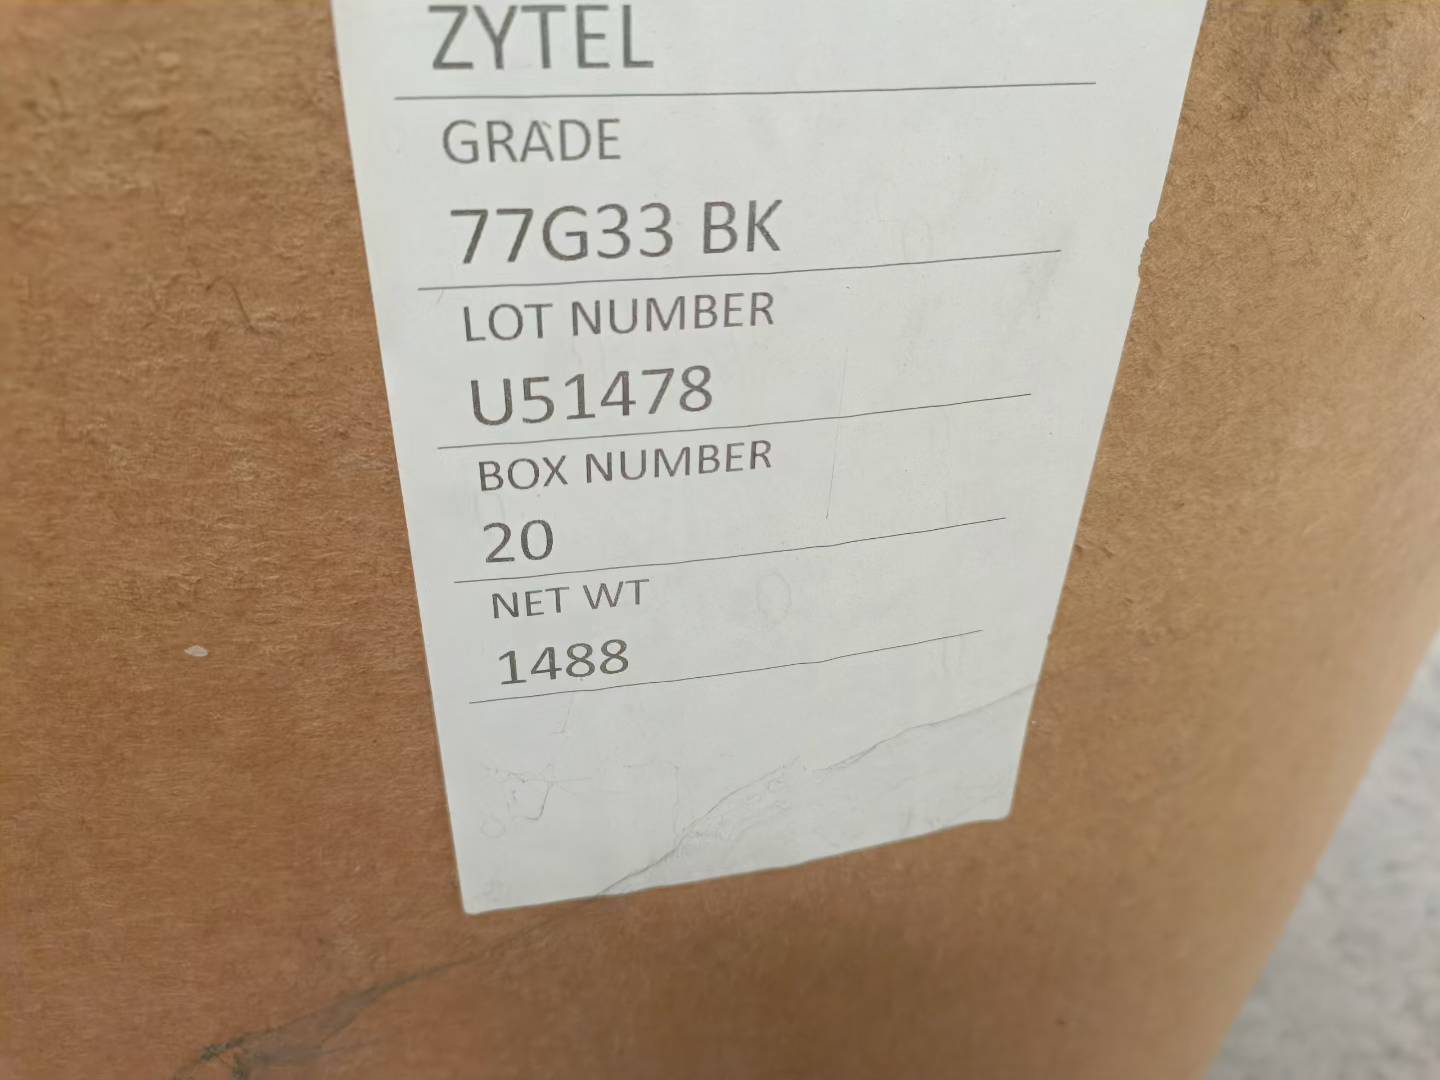 ZYTEL
GRADE
77G33 BK
LOT NUMBER
U51478
BOX NUMBER
20
NET WT
1488